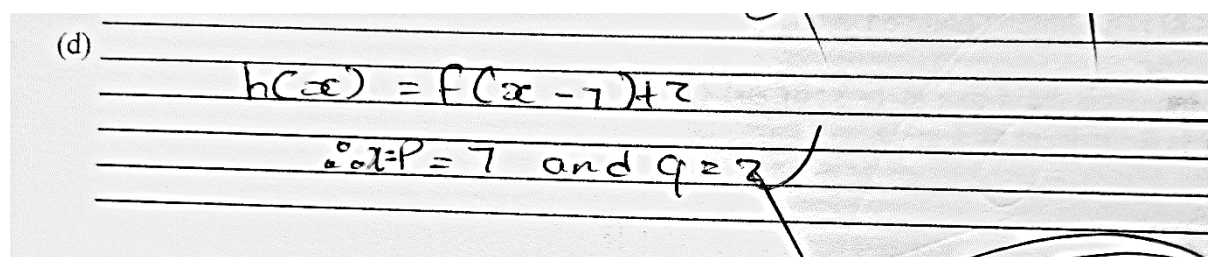 (d)
h(x) = f(x - 7) + 2
∴ x = P = 7 and q = 2